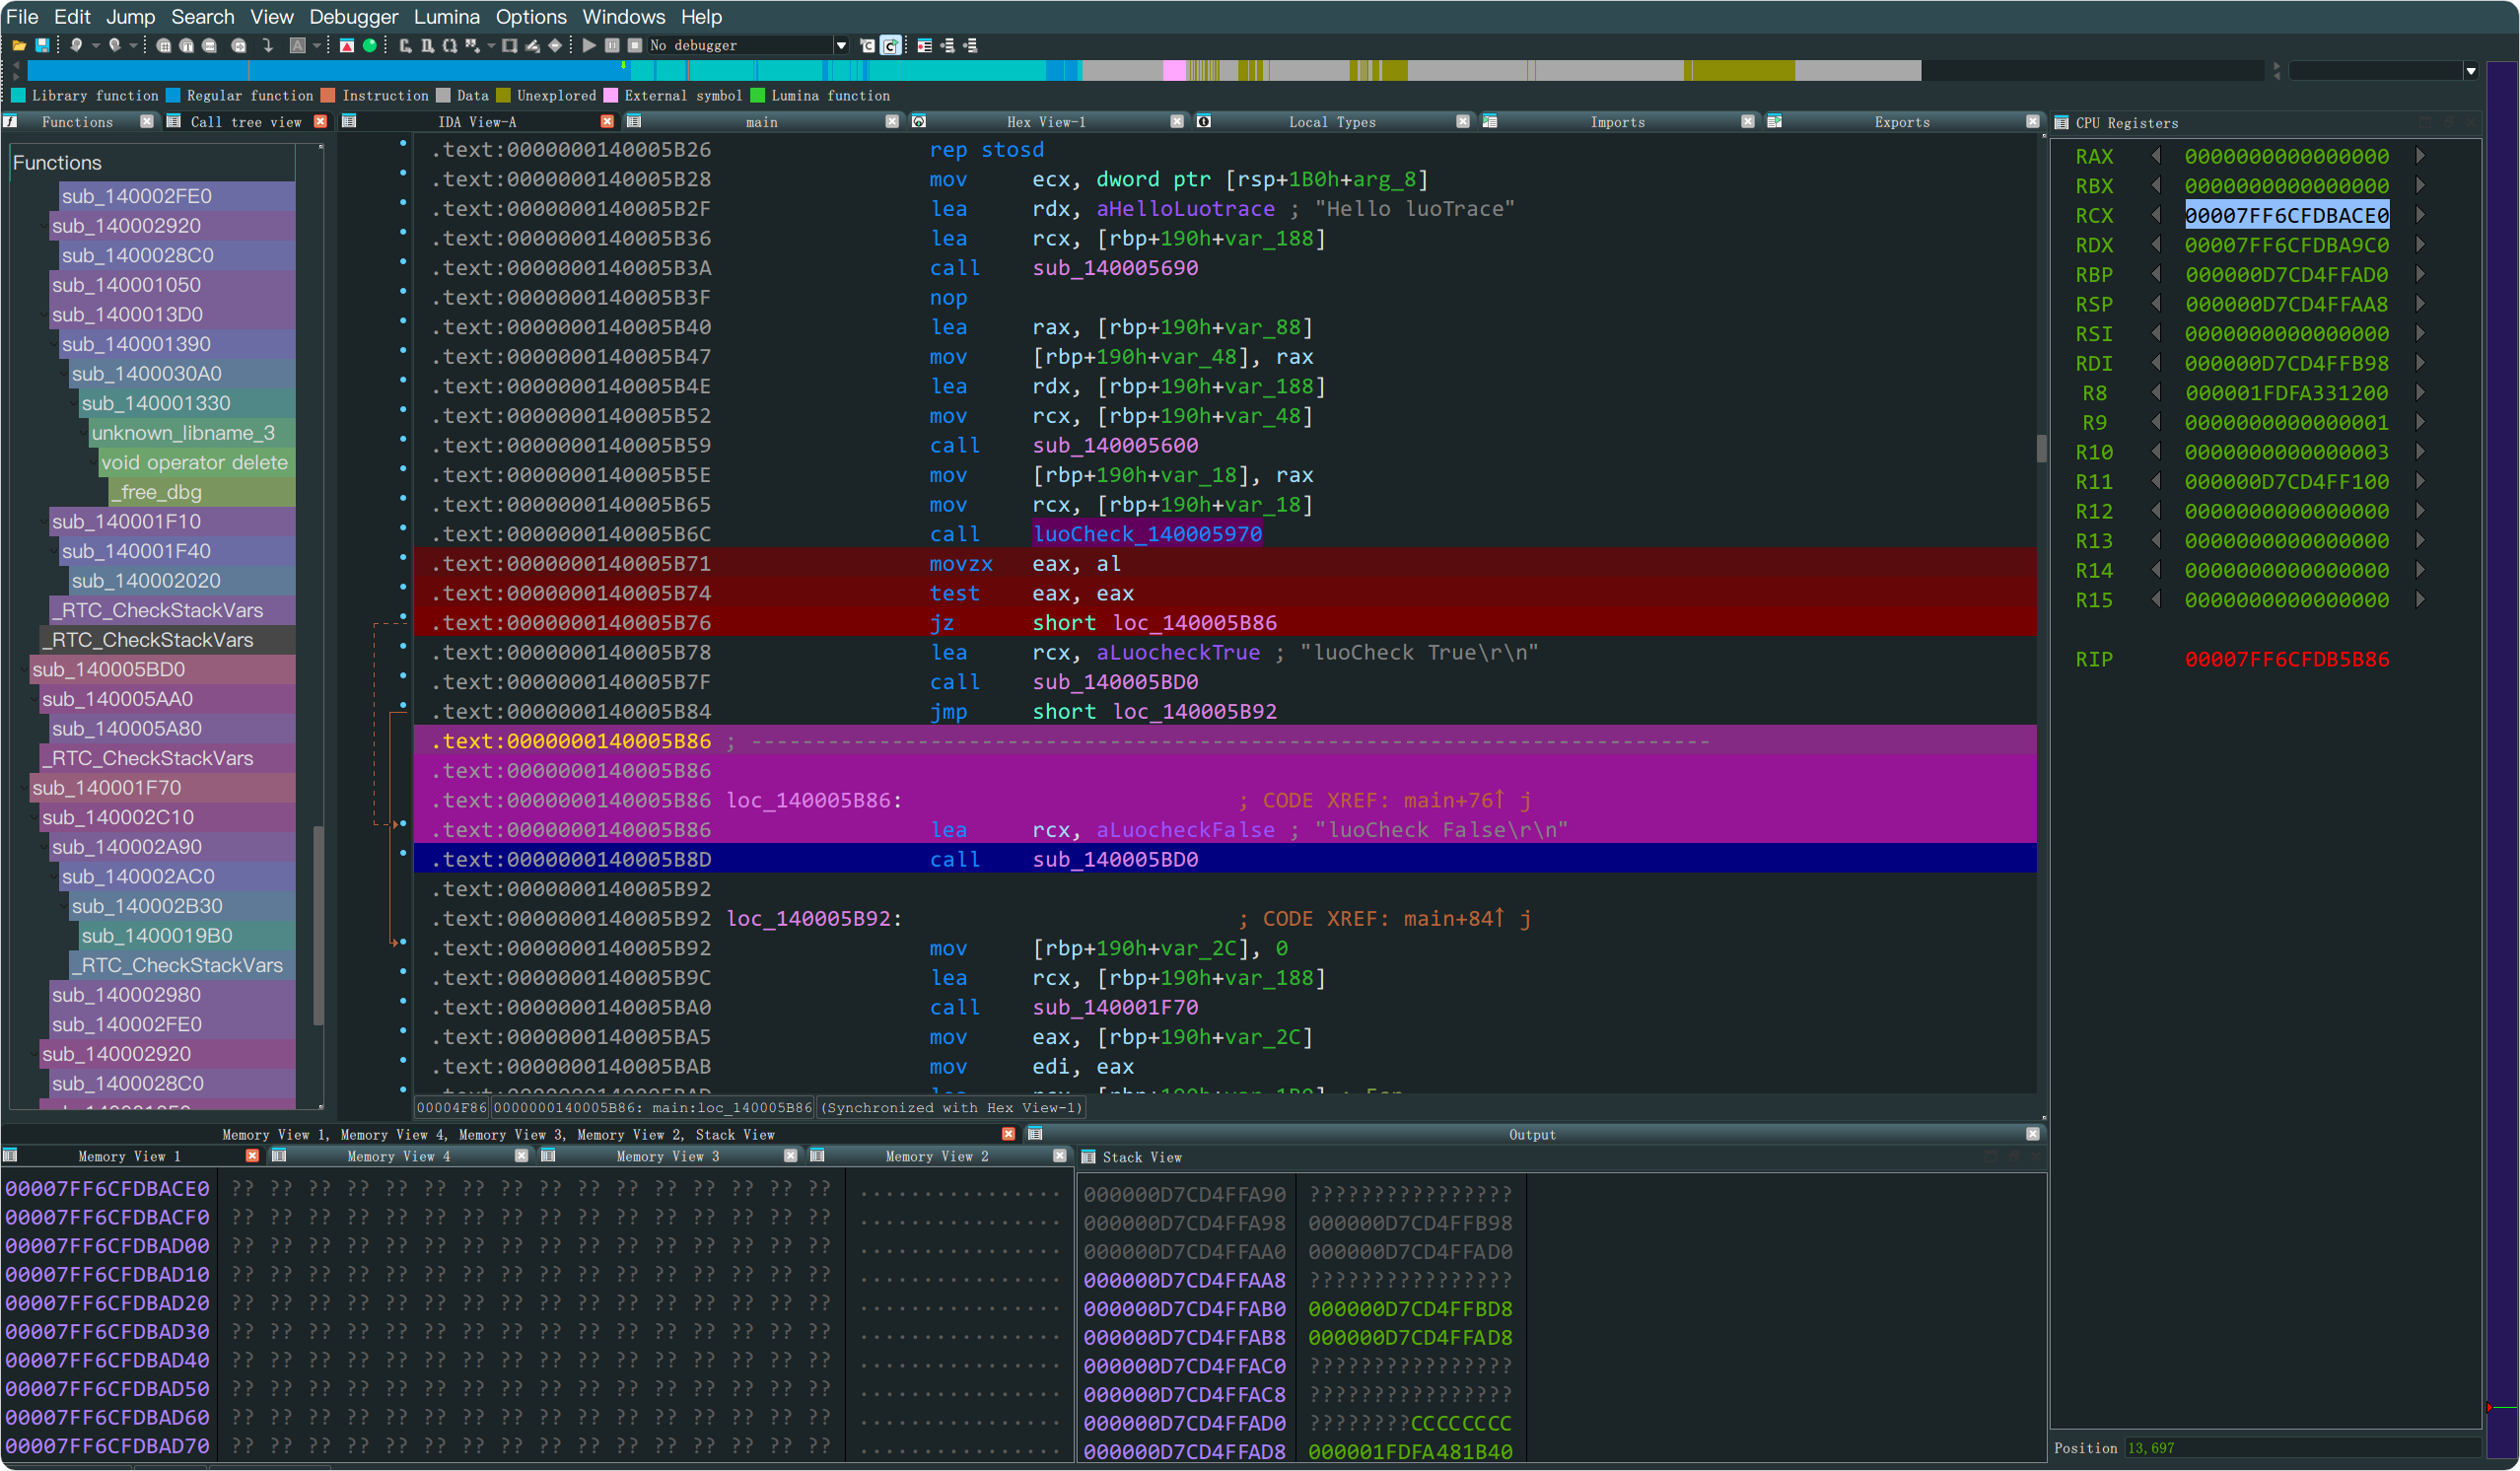 File Edit Jump Search View Debugger Lumina Options Windows Help
No debugger
Library function Regular function Instruction Data Unexplored External symbol Lumina function
Functions Call tree view IDA View-A main Hex View-1 Local Types Imports Exports CPU Registers
Functions
sub_140002FE0
sub_140002920
sub_1400028C0
sub_140001050
sub_1400013D0
sub_140001390
sub_1400030A0
sub_140001330
unknown_libname_3
void operator delete
_free_dbg
sub_140001F10
sub_140001F40
sub_140002020
_RTC_CheckStackVars
_RTC_CheckStackVars
sub_140005BD0
sub_140005AA0
sub_140005A80
_RTC_CheckStackVars
sub_140001F70
sub_140002C10
sub_140002A90
sub_140002AC0
sub_140002B30
sub_1400019B0
_RTC_CheckStackVars
sub_140002980
sub_140002FE0
sub_140002920
sub_1400028C0
.text:0000000140005B26 rep stosd
.text:0000000140005B28 mov ecx, dword ptr [rsp+1B0h+arg_8]
.text:0000000140005B2F lea rdx, aHelloLuotrace ; "Hello luoTrace"
.text:0000000140005B36 lea rcx, [rbp+190h+var_188]
.text:0000000140005B3A call sub_140005690
.text:0000000140005B3F nop
.text:0000000140005B40 lea rax, [rbp+190h+var_88]
.text:0000000140005B47 mov [rbp+190h+var_48], rax
.text:0000000140005B4E lea rdx, [rbp+190h+var_188]
.text:0000000140005B52 mov rcx, [rbp+190h+var_48]
.text:0000000140005B59 call sub_140005600
.text:0000000140005B5E mov [rbp+190h+var_18], rax
.text:0000000140005B65 mov rcx, [rbp+190h+var_18]
.text:0000000140005B6C call luoCheck_140005970
.text:0000000140005B71 movzx eax, al
.text:0000000140005B74 test eax, eax
.text:0000000140005B76 jz short loc_140005B86
.text:0000000140005B78 lea rcx, aLuocheckTrue ; "luoCheck True\r\n"
.text:0000000140005B7F call sub_140005BD0
.text:0000000140005B84 jmp short loc_140005B92
.text:0000000140005B86 ; ---------------------------------------------------------------------------
.text:0000000140005B86
.text:0000000140005B86 loc_140005B86: ; CODE XREF: main+76↑ j
.text:0000000140005B86 lea rcx, aLuocheckFalse ; "luoCheck False\r\n"
.text:0000000140005B8D call sub_140005BD0
.text:0000000140005B92
.text:0000000140005B92 loc_140005B92: ; CODE XREF: main+84↑ j
.text:0000000140005B92 mov [rbp+190h+var_2C], 0
.text:0000000140005B9C lea rcx, [rbp+190h+var_188]
.text:0000000140005BA0 call sub_140001F70
.text:0000000140005BA5 mov eax, [rbp+190h+var_2C]
.text:0000000140005BAB mov edi, eax
00004F86 0000000140005B86: main:loc_140005B86 (Synchronized with Hex View-1)
RAX 0000000000000000
RBX 0000000000000000
RCX 00007FF6CFDBACE0
RDX 00007FF6CFDBA9C0
RBP 000000D7CD4FFAD0
RSP 000000D7CD4FFAA8
RSI 0000000000000000
RDI 000000D7CD4FFB98
R8 000001FDFA331200
R9 0000000000000001
R10 0000000000000003
R11 000000D7CD4FF100
R12 0000000000000000
R13 0000000000000000
R14 0000000000000000
R15 0000000000000000
RIP 00007FF6CFDB5B86
Position 13,697
Memory View 1, Memory View 4, Memory View 3, Memory View 2, Stack View Output
Memory View 1 Memory View 4 Memory View 3 Memory View 2 Stack View
00007FF6CFDBACE0 ?? ?? ?? ?? ?? ?? ?? ?? ?? ?? ?? ?? ?? ?? ?? ?? ................
00007FF6CFDBACF0 ?? ?? ?? ?? ?? ?? ?? ?? ?? ?? ?? ?? ?? ?? ?? ?? ................
00007FF6CFDBAD00 ?? ?? ?? ?? ?? ?? ?? ?? ?? ?? ?? ?? ?? ?? ?? ?? ................
00007FF6CFDBAD10 ?? ?? ?? ?? ?? ?? ?? ?? ?? ?? ?? ?? ?? ?? ?? ?? ................
00007FF6CFDBAD20 ?? ?? ?? ?? ?? ?? ?? ?? ?? ?? ?? ?? ?? ?? ?? ?? ................
00007FF6CFDBAD30 ?? ?? ?? ?? ?? ?? ?? ?? ?? ?? ?? ?? ?? ?? ?? ?? ................
00007FF6CFDBAD40 ?? ?? ?? ?? ?? ?? ?? ?? ?? ?? ?? ?? ?? ?? ?? ?? ................
00007FF6CFDBAD50 ?? ?? ?? ?? ?? ?? ?? ?? ?? ?? ?? ?? ?? ?? ?? ?? ................
00007FF6CFDBAD60 ?? ?? ?? ?? ?? ?? ?? ?? ?? ?? ?? ?? ?? ?? ?? ?? ................
00007FF6CFDBAD70 ?? ?? ?? ?? ?? ?? ?? ?? ?? ?? ?? ?? ?? ?? ?? ?? ................
000000D7CD4FFA90 ????????????????
000000D7CD4FFA98 000000D7CD4FFB98
000000D7CD4FFAA0 000000D7CD4FFAD0
000000D7CD4FFAA8 ????????????????
000000D7CD4FFAB0 000000D7CD4FFBD8
000000D7CD4FFAB8 000000D7CD4FFAD8
000000D7CD4FFAC0 ????????????????
000000D7CD4FFAC8 ????????????????
000000D7CD4FFAD0 ????????CCCCCCCC
000000D7CD4FFAD8 000001FDFA481B40